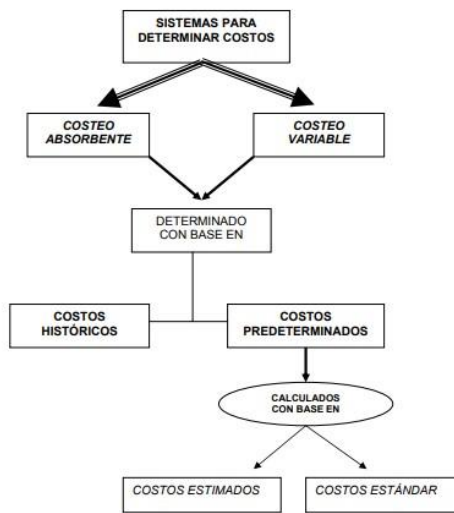 SISTEMAS PARA
DETERMINAR COSTOS
COSTEO
ABSORBENTE
COSTEO
VARIABLE
DETERMINADO
CON BASE EN
COSTOS
HISTÓRICOS
COSTOS
PREDETERMINADOS
CALCULADOS
CON BASE EN
COSTOS ESTIMADOS
COSTOS ESTÁNDAR